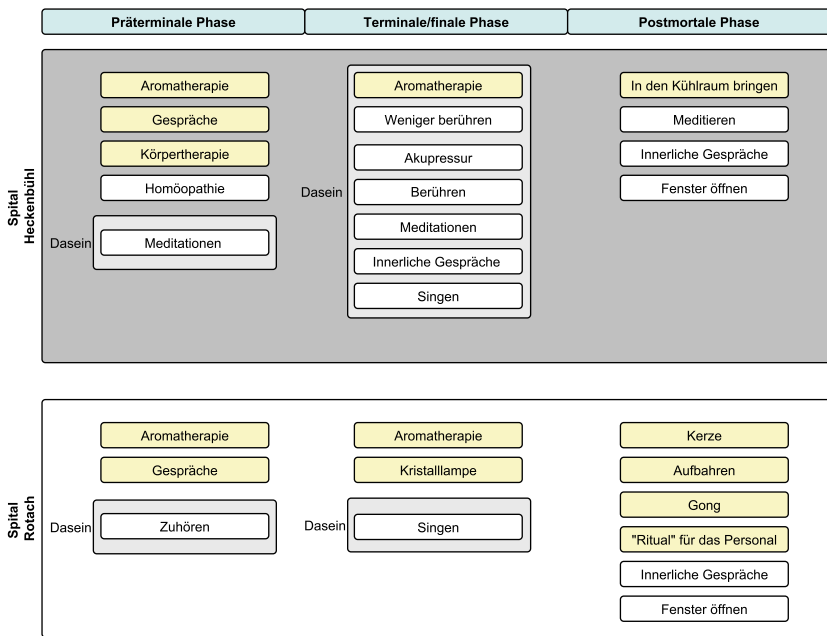 Präterminale Phase
Terminale/finale Phase
Postmortale Phase
Spital
Heckenbühl
Aromatherapie
Gespräche
Körpertherapie
Homöopathie
Dasein
Meditationen
Dasein
Aromatherapie
Weniger berühren
Akupressur
Berühren
Meditationen
Innerliche Gespräche
Singen
In den Kühlraum bringen
Meditieren
Innerliche Gespräche
Fenster öffnen
Spital
Rotach
Aromatherapie
Gespräche
Dasein
Zuhören
Aromatherapie
Kristalllampe
Dasein
Singen
Kerze
Aufbahren
Gong
"Ritual" für das Personal
Innerliche Gespräche
Fenster öffnen